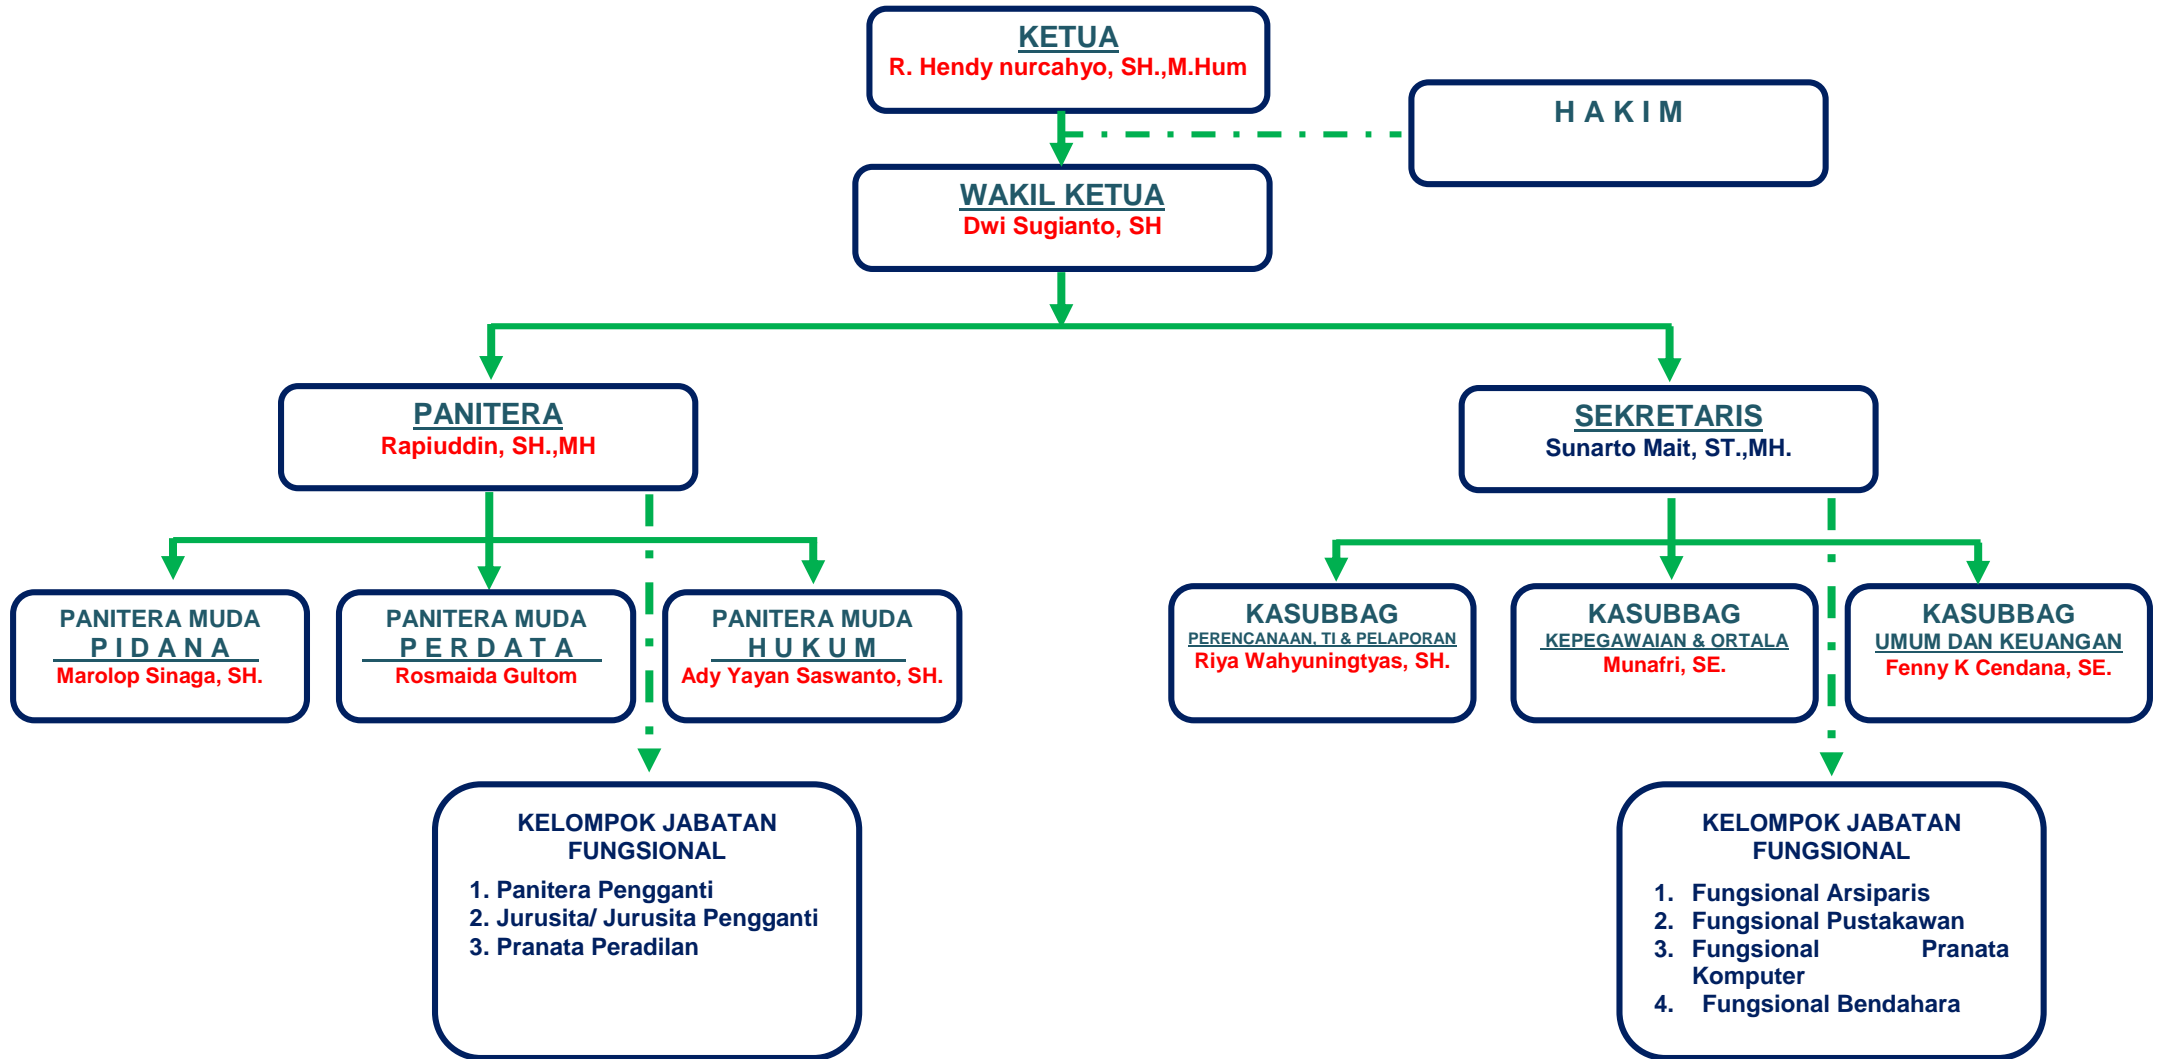 KETUA
R. Hendy nurcahyo, SH.,M.Hum
H A K I M
WAKIL KETUA
Dwi Sugianto, SH
PANITERA
Rapiuddin, SH.,MH
SEKRETARIS
Sunarto Mait, ST.,MH.
PANITERA MUDA
P I D A N A
Marolop Sinaga, SH.
PANITERA MUDA
P E R D A T A
Rosmaida Gultom
PANITERA MUDA
H U K U M
Ady Yayan Saswanto, SH.
KASUBBAG
PERENCANAAN, TI & PELAPORAN
Riya Wahyuningtyas, SH.
KASUBBAG
KEPEGAWAIAN & ORTALA
Munafri, SE.
KASUBBAG
UMUM DAN KEUANGAN
Fenny K Cendana, SE.
KELOMPOK JABATAN
FUNGSIONAL
1. Panitera Pengganti
2. Jurusita/ Jurusita Pengganti
3. Pranata Peradilan
KELOMPOK JABATAN
FUNGSIONAL
1. Fungsional Arsiparis
2. Fungsional Pustakawan
3. Fungsional Pranata
Komputer
4. Fungsional Bendahara